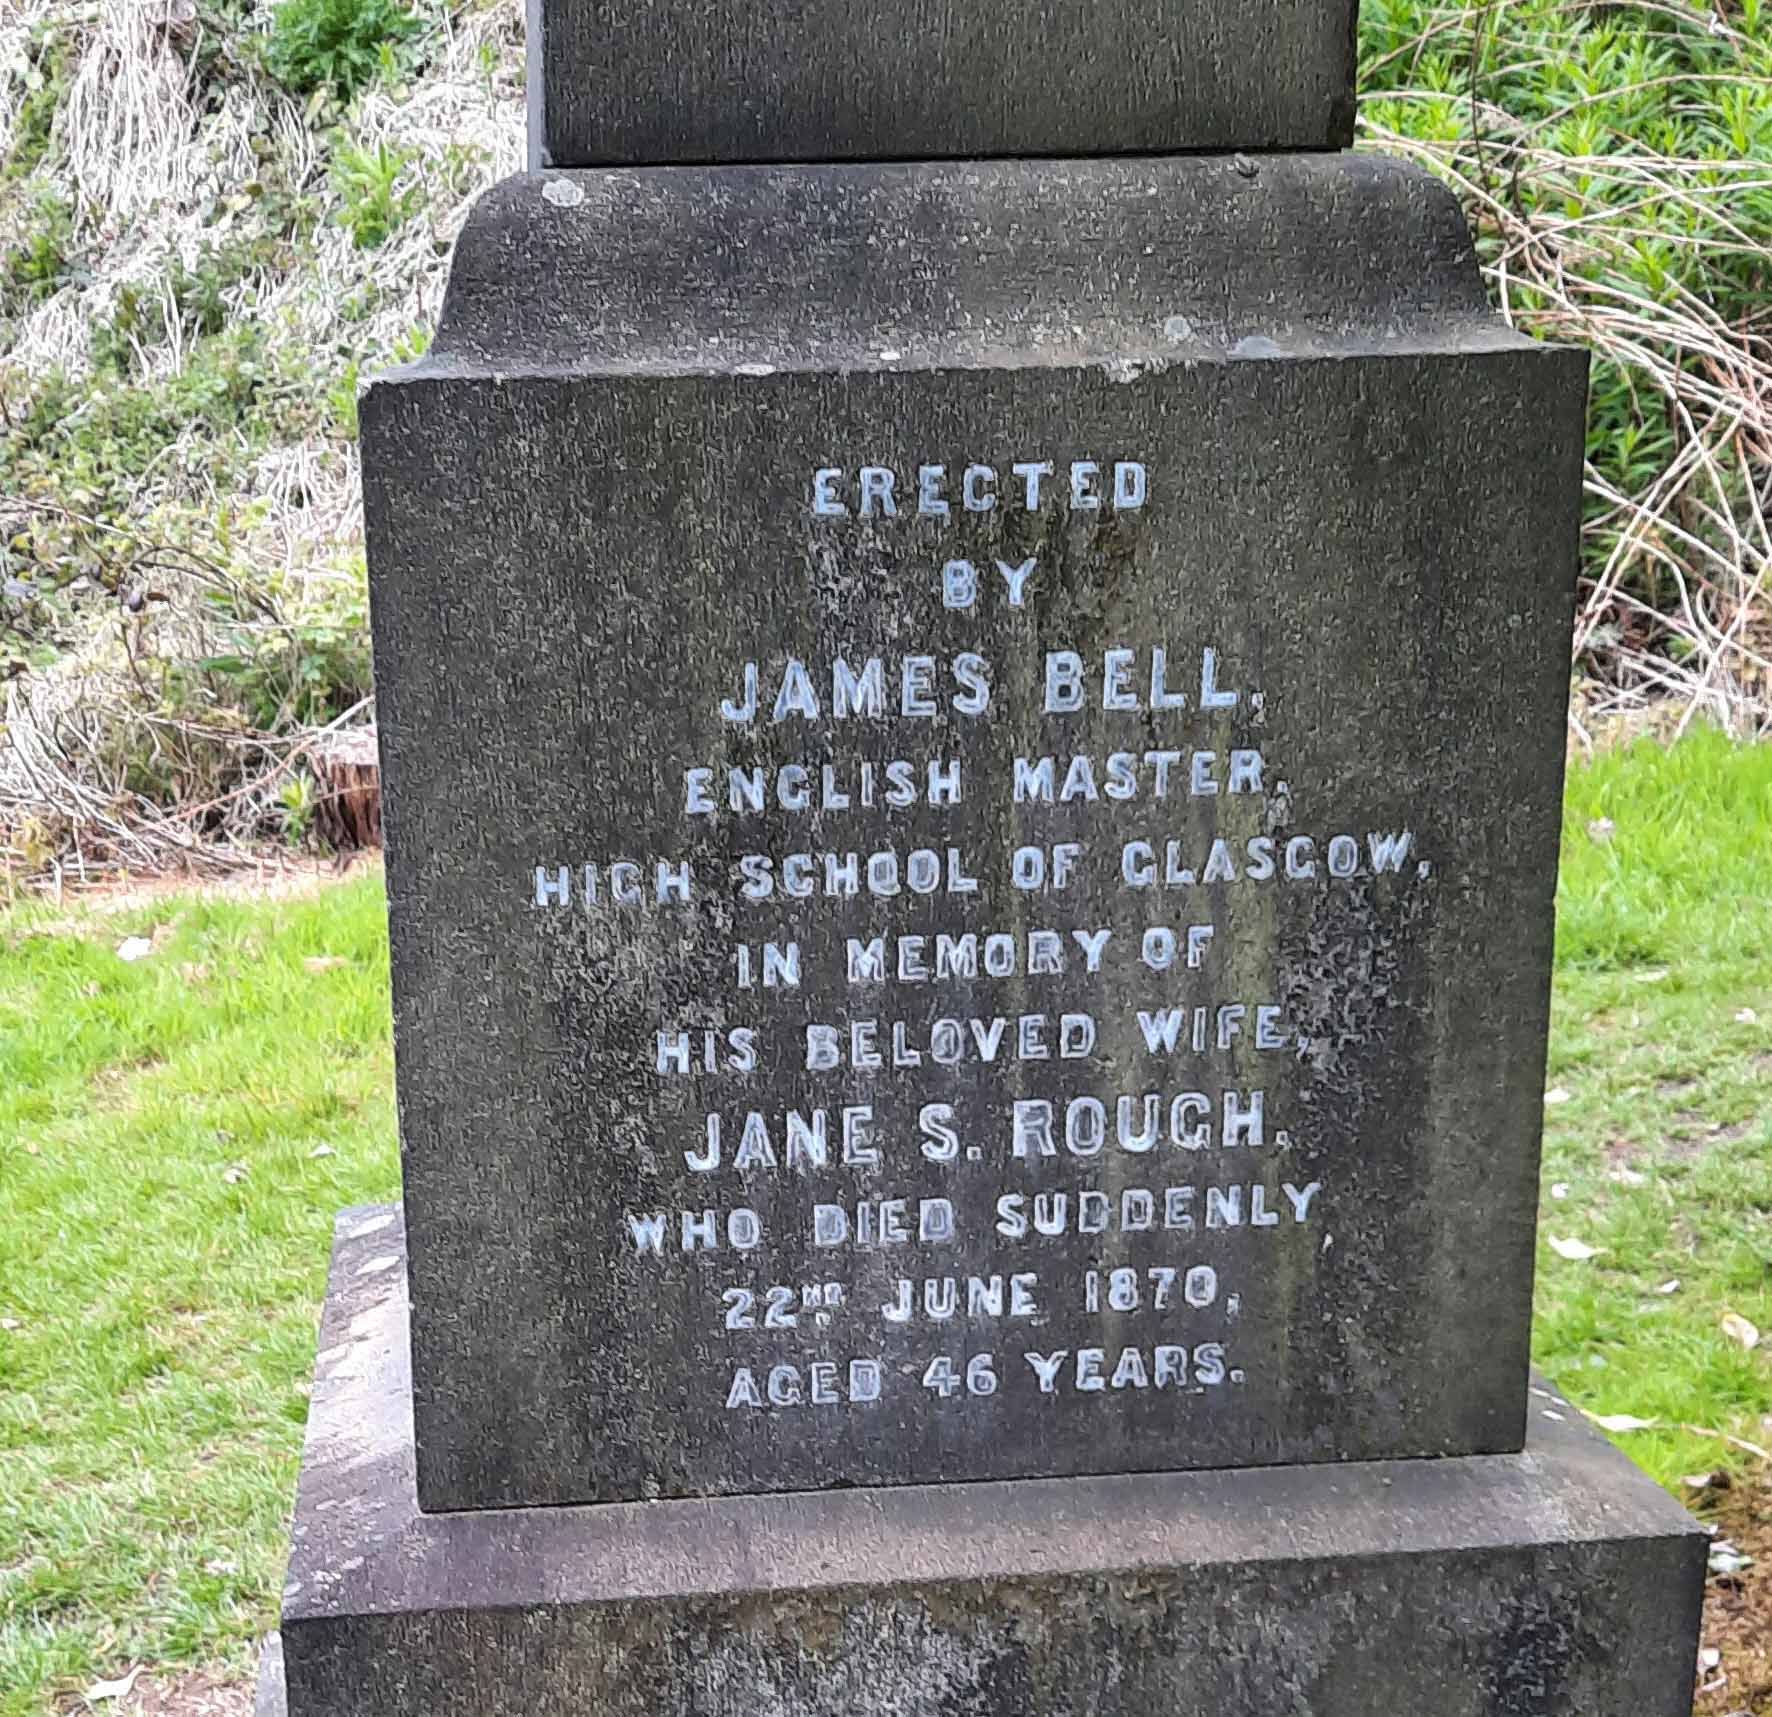 ERECTED
BY
JAMES BELL,
ENGLISH MASTER,
HIGH SCHOOL OF GLASGOW,
IN MEMORY OF
HIS BELOVED WIFE,
JANE S. ROUGH.
WHO DIED SUDDENLY
22ND JUNE 1870,
AGED 46 YEARS.